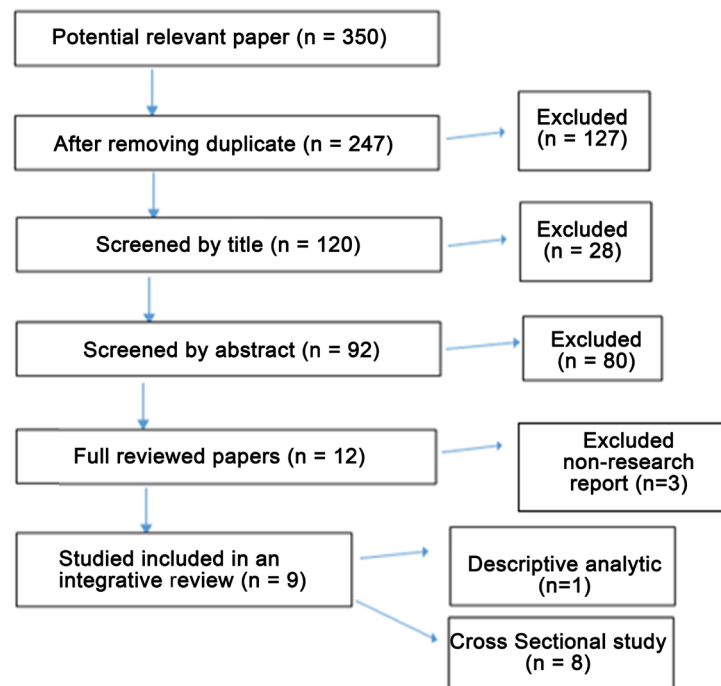 Potential relevant paper (n = 350)
After removing duplicate (n = 247)
Excluded
(n = 127)
Screened by title (n = 120)
Excluded
(n = 28)
Screened by abstract (n = 92)
Excluded
(n = 80)
Full reviewed papers (n = 12)
Excluded
non-research
report (n=3)
Studied included in an
integrative review (n = 9)
Descriptive analytic
(n=1)
Cross Sectional study
(n = 8)